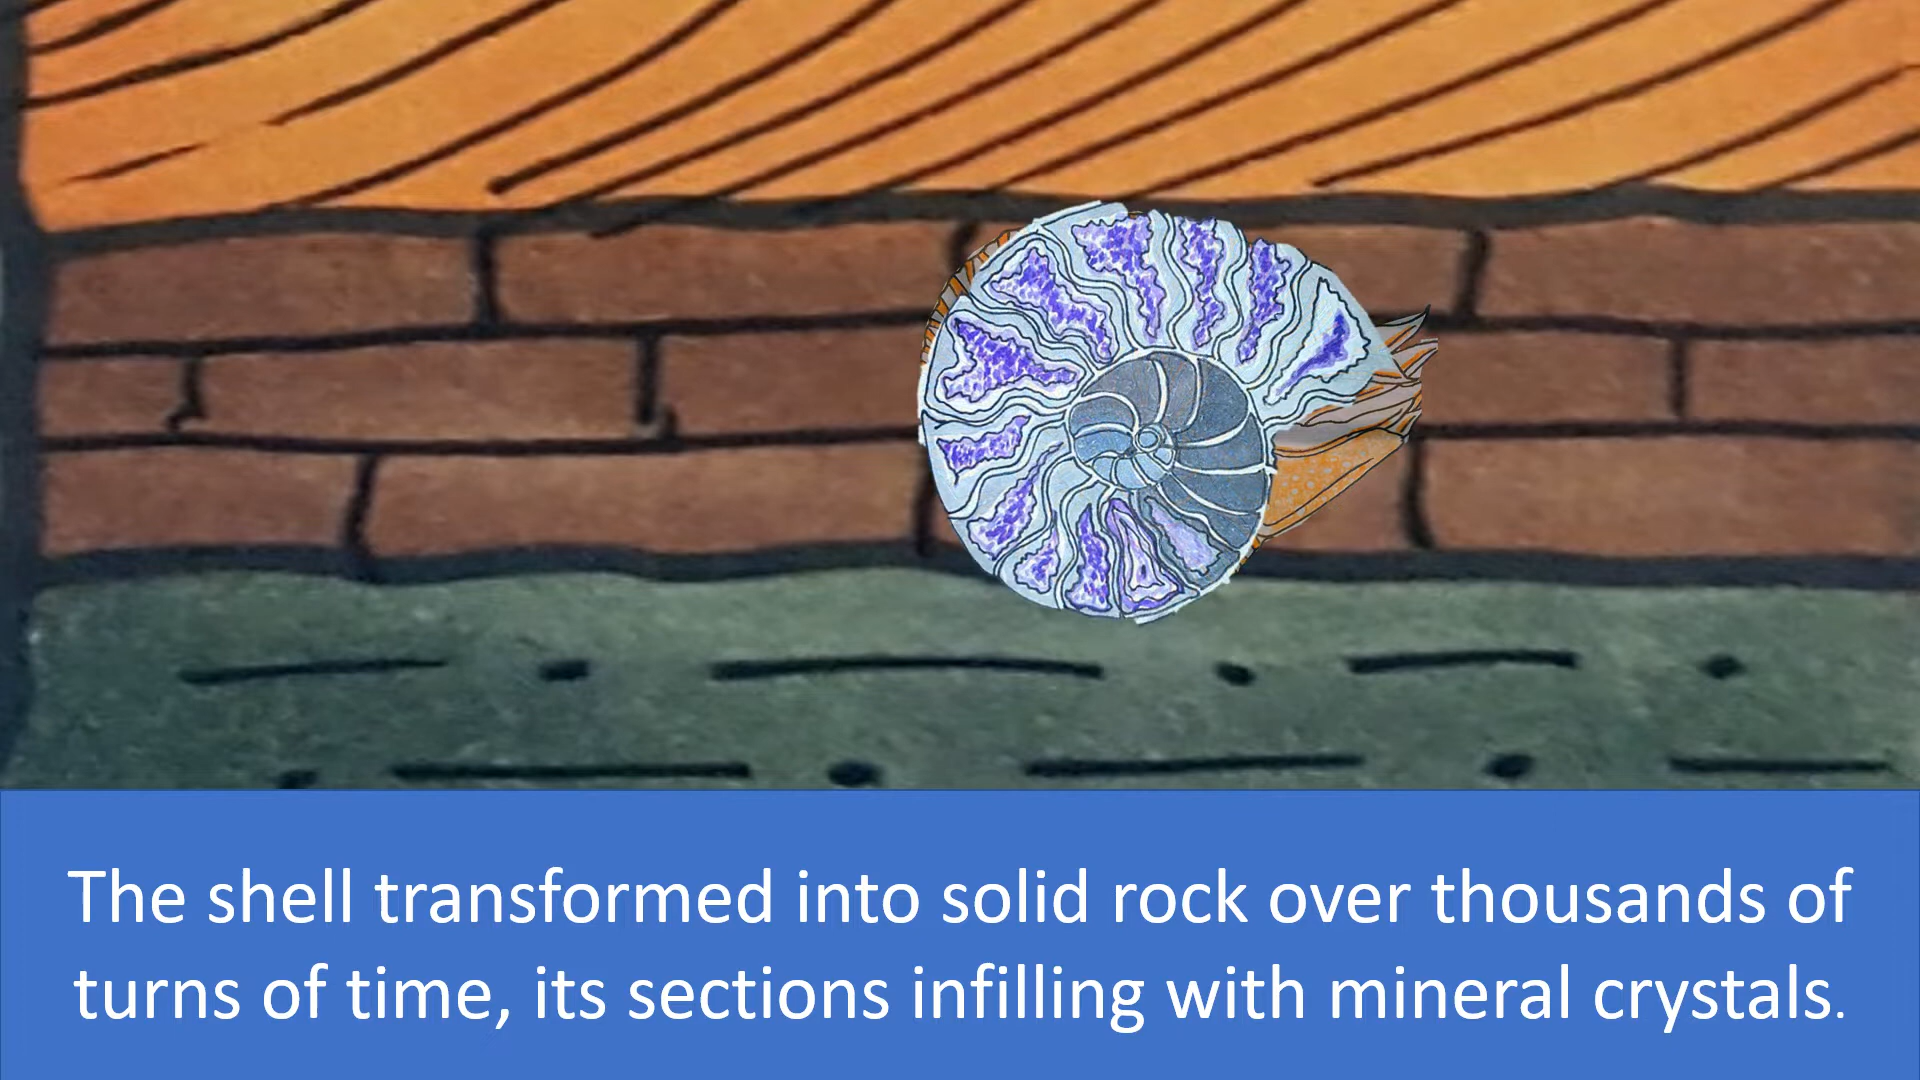 The shell transformed into solid rock over thousands of
turns of time, its sections infilling with mineral crystals.